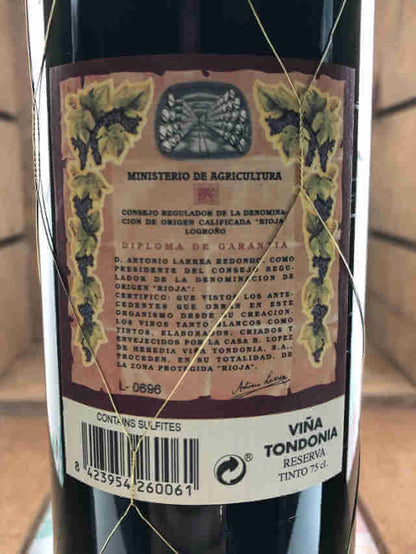 MINISTERIO DE AGRICULTURA
CONSEJO REGULADOR DE LA DENOMINA-
CION DE ORIGEN CALIFICADA "RIOJA"
LOGROÑO
DIPLOMA DE GARANTIA
D. ANTONIO LARREA REDONDO, COMO
PRESIDENTE DEL CONSEJO REGU-
LADOR DE LA DENOMINACION DE
ORIGEN "RIOJA":
CERTIFICO: QUE VISTOS LOS ANTE-
CEDENTES QUE OBRAN EN ESTE
ORGANISMO DESDE SU CREACION,
LOS VINOS TANTO BLANCOS COMO
TINTOS, ELABORADOS, CRIADOS Y
ENVEJECIDOS POR LA CASA R. LOPEZ
DE HEREDIA VIÑA TONDONIA, S.A.,
PROCEDEN, EN SU TOTALIDAD, DE
LA ZONA PROTEGIDA "RIOJA".
L- 0696
Antonio Larrea
CONTAINS SULFITES
8 423954 260061
VIÑA
TONDONIA
RESERVA
TINTO 75 cl.